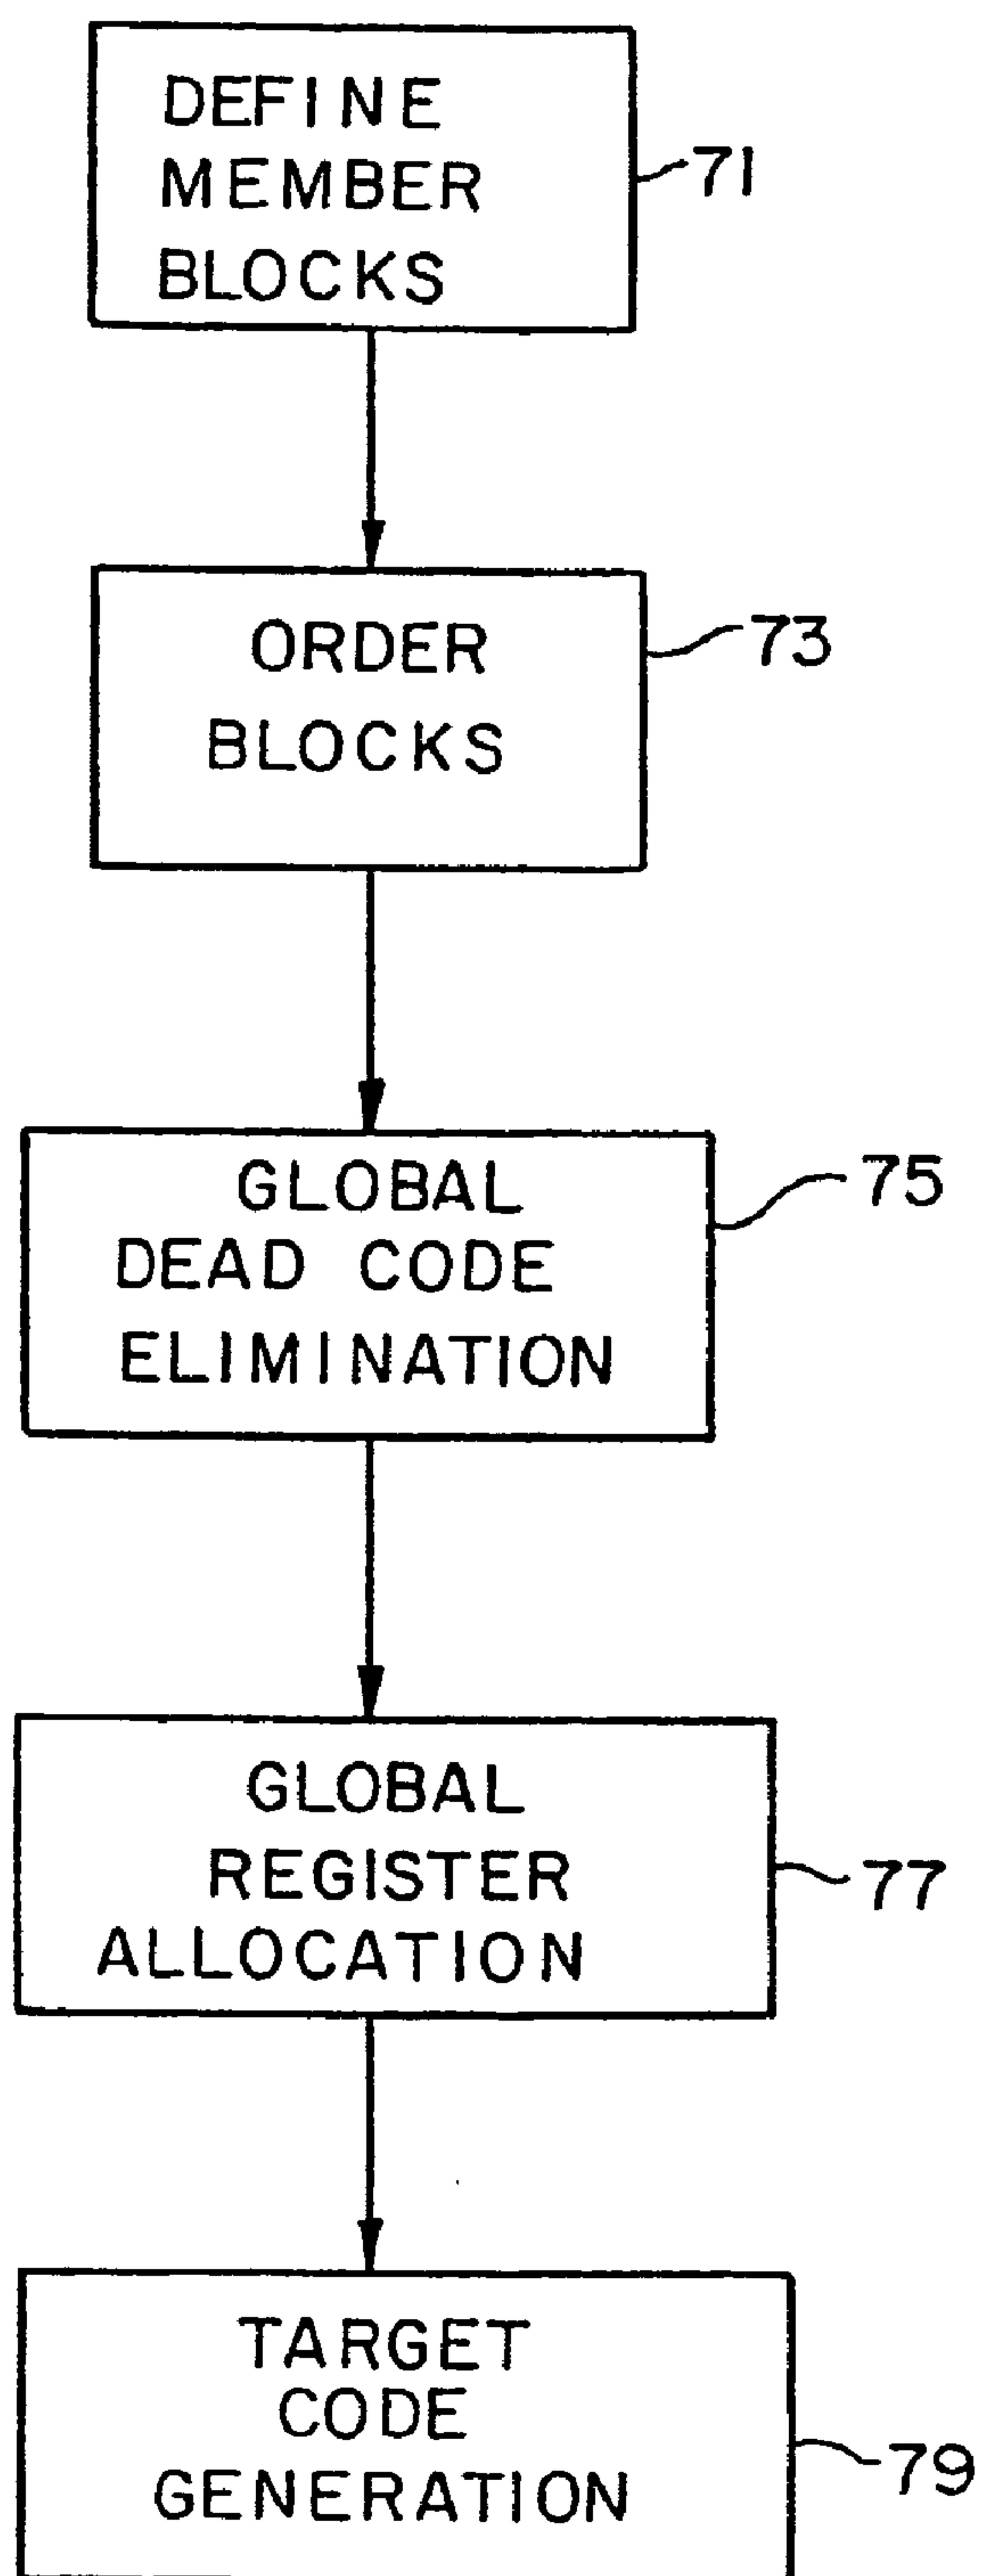 DEFINE
MEMBER
BLOCKS
71
ORDER
BLOCKS
73
GLOBAL
DEAD CODE
ELIMINATION
75
GLOBAL
REGISTER
ALLOCATION
77
TARGET
CODE
GENERATION
79